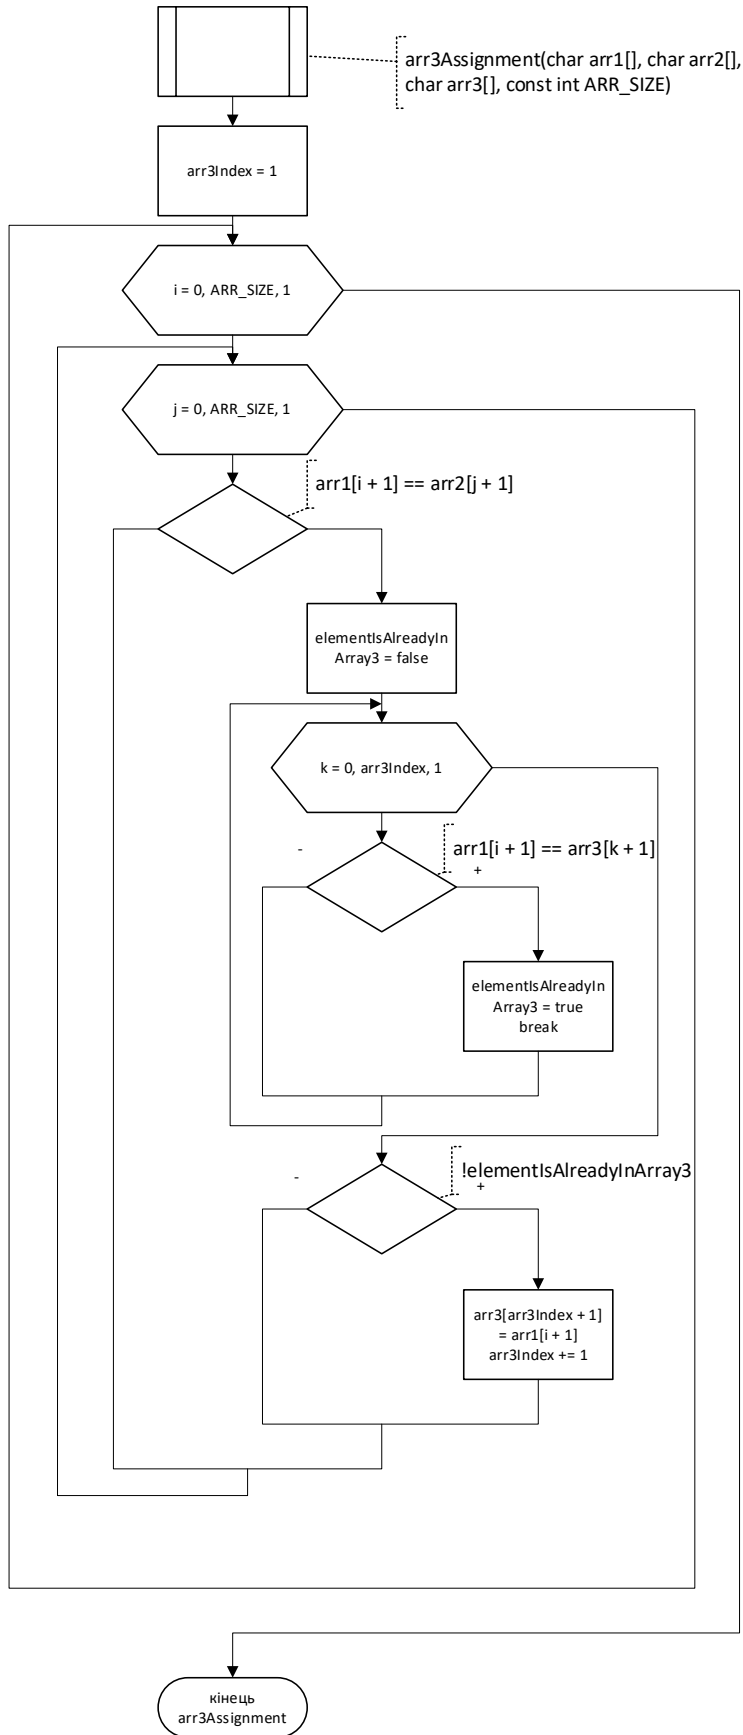 arr3Assignment(char arr1[], char arr2[],
char arr3[], const int ARR_SIZE)
arr3Index = 1
i = 0, ARR_SIZE, 1
j = 0, ARR_SIZE, 1
arr1[i + 1] == arr2[j + 1]
elementIsAlreadyIn
Array3 = false
k = 0, arr3Index, 1
arr1[i + 1] == arr3[k + 1]
-
+
elementIsAlreadyIn
Array3 = true
break
!elementIsAlreadyInArray3
-
+
arr3[arr3Index + 1]
= arr1[i + 1]
arr3Index += 1
кінець
arr3Assignment